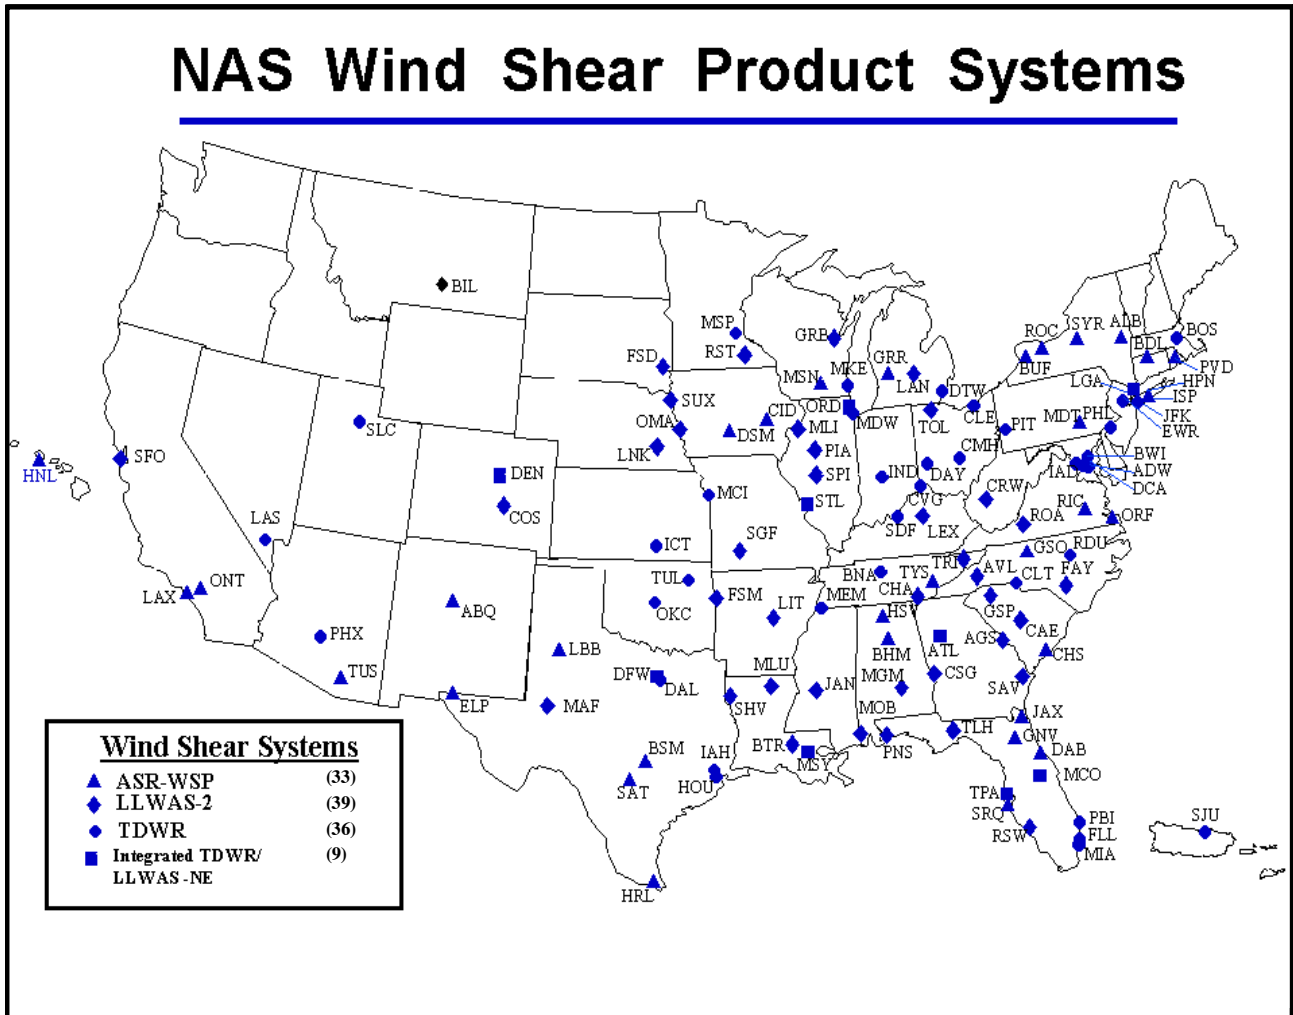 NAS Wind Shear Product Systems
BIL
MSP
GRB
ROC
SYR
ALB
BOS
RST
BUF
BDL
FSD
MSN
MKE
GRR
LAN
DTW
LGA
PVD
HPN
ISP
JFK
EWR
SUX
CID
ORD
MDW
TOL
CLE
PIT
MDT
PHL
SLC
OMA
DSM
MLI
SFO
LNK
PIA
CMH
BWI
HNL
DEN
SPI
IND
DAY
IAD
ADW
DCA
MCI
STL
CVG
CRW
RIC
COS
LAS
SDF
LEX
ROA
ORF
ICT
SGF
GSO
RDU
TRI
TUL
BNA
TYS
AVL
CLT
FAY
LAX
ONT
ABQ
OKC
FSM
LIT
MEM
CHA
HSV
GSP
PHX
CAE
LBB
BHM
ATL
AGS
CHS
TUS
DFW
DAL
MLU
MGM
CSG
SAV
ELP
MAF
SHV
JAN
MOB
JAX
TLH
GNV
BSM
IAH
BTR
MSY
PNS
DAB
SAT
HOU
MCO
TPA
SRQ
RSW
PBI
FLL
MIA
SJU
HRL
Wind Shear Systems
ASR-WSP (33)
LLWAS-2 (39)
TDWR (36)
Integrated TDWR/ (9)
LLWAS-NE